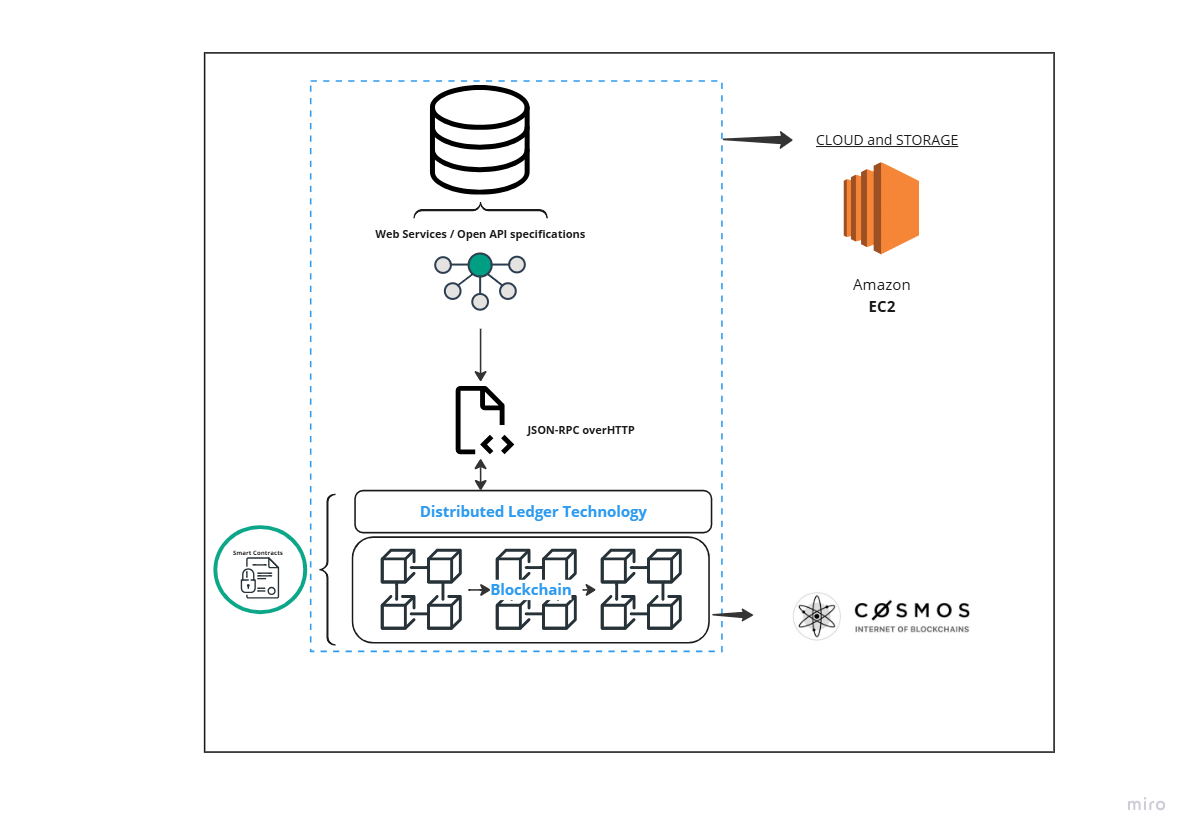 CLOUD and STORAGE
Web Services / Open API specifications
Amazon
EC2
JSON-RPC overHTTP
Distributed Ledger Technology
Smart Contracts
Blockchain
CØSMOS
INTERNET OF BLOCKCHAINS
miro